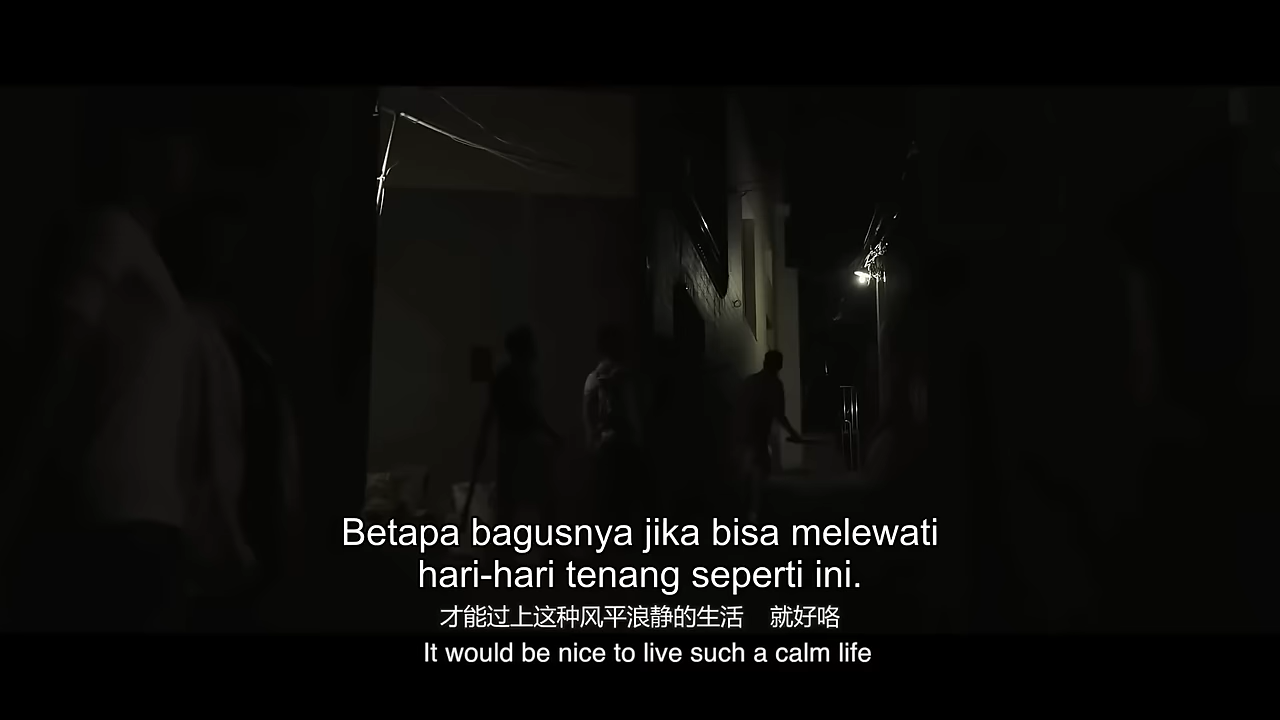 Betapa bagusnya jika bisa melewati
hari-hari tenang seperti ini.
才能过上这种风平浪静的生活 就好咯
It would be nice to live such a calm life